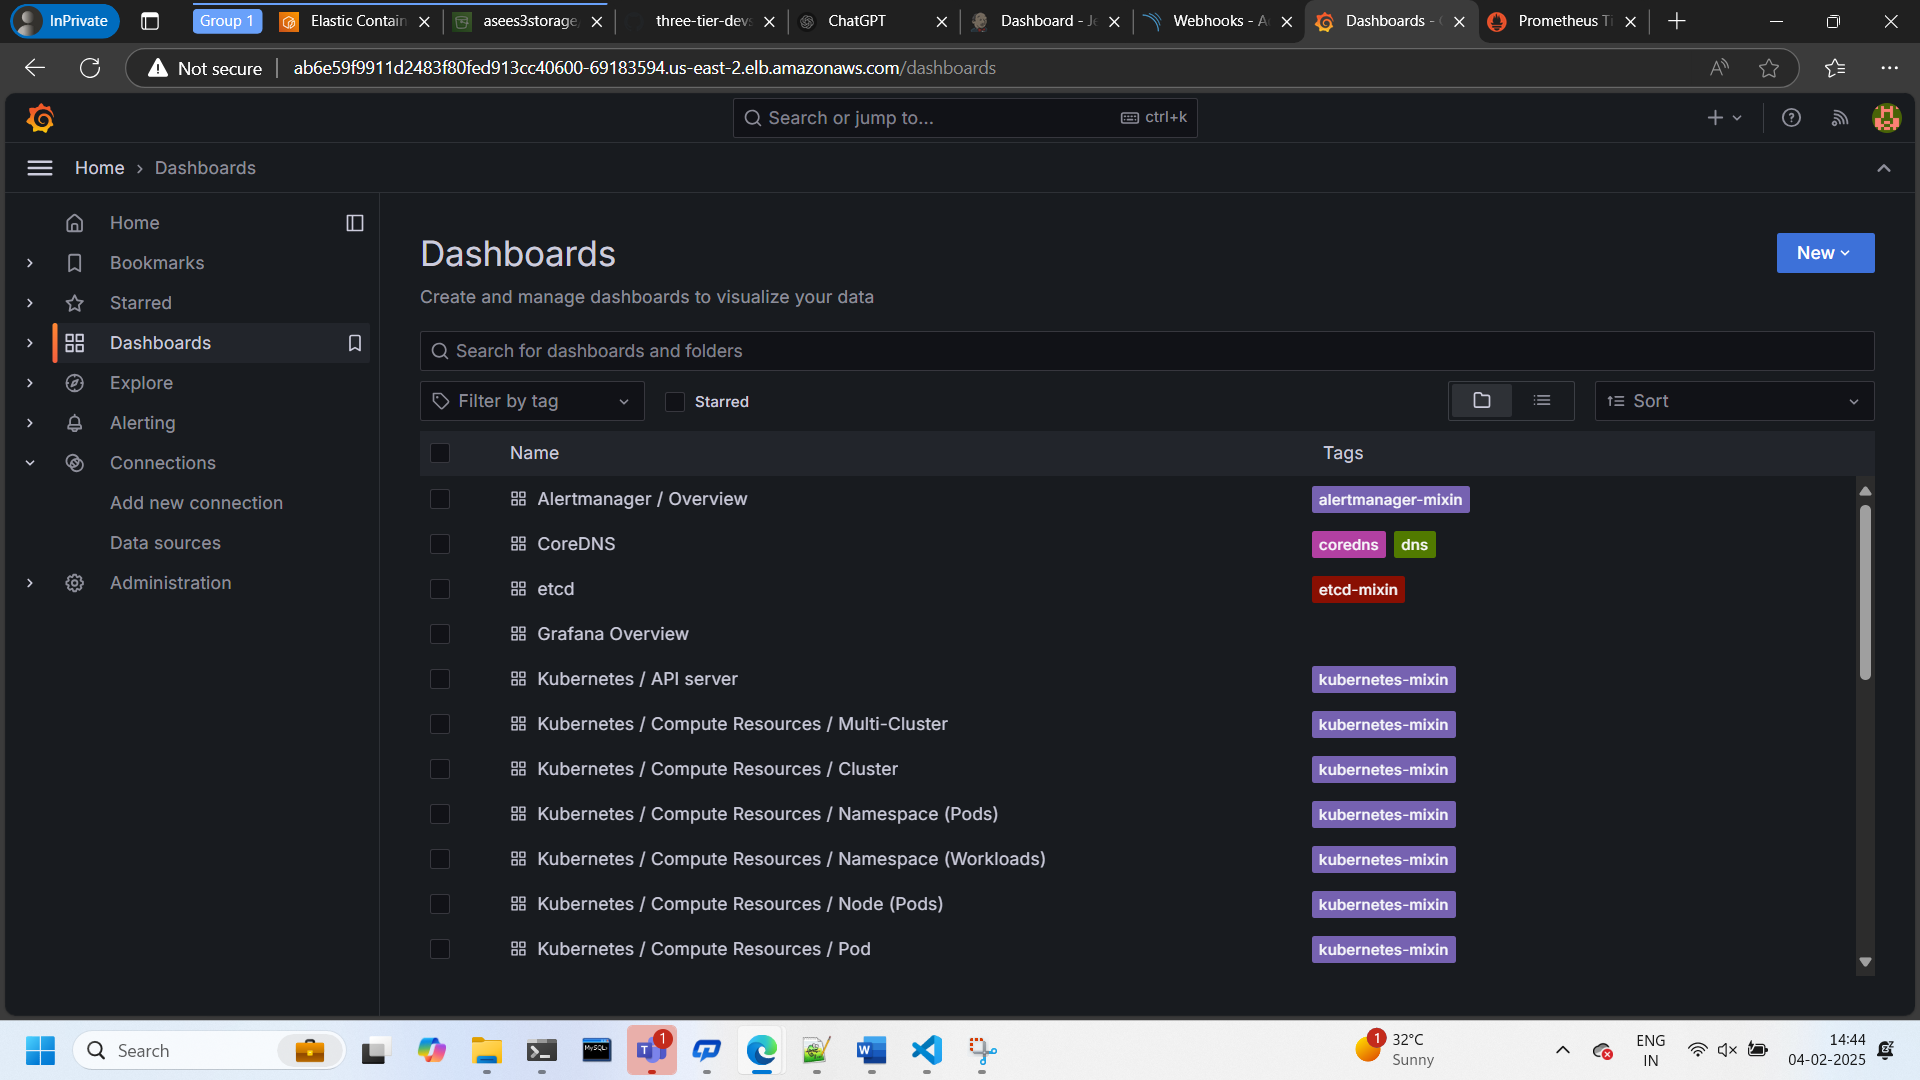 InPrivate
Group 1
Elastic Contain
asees3storage
three-tier-devs
ChatGPT
Dashboard - Je
Webhooks - A
Dashboards - G
Prometheus Ti
Not secure
ab6e59f9911d2483f80fed913cc40600-69183594.us-east-2.elb.amazonaws.com/dashboards
Search or jump to...
ctrl+k
Home › Dashboards
Home
Bookmarks
Starred
Dashboards
Explore
Alerting
Connections
Add new connection
Data sources
Administration
Dashboards
New
Create and manage dashboards to visualize your data
Search for dashboards and folders
Filter by tag
Starred
Sort
Name Tags
Alertmanager / Overview alertmanager-mixin
CoreDNS coredns dns
etcd etcd-mixin
Grafana Overview
Kubernetes / API server kubernetes-mixin
Kubernetes / Compute Resources / Multi-Cluster kubernetes-mixin
Kubernetes / Compute Resources / Cluster kubernetes-mixin
Kubernetes / Compute Resources / Namespace (Pods) kubernetes-mixin
Kubernetes / Compute Resources / Namespace (Workloads) kubernetes-mixin
Kubernetes / Compute Resources / Node (Pods) kubernetes-mixin
Kubernetes / Compute Resources / Pod kubernetes-mixin
Search
MySQL
1
1
32°C
Sunny
ENG
IN
14:44
04-02-2025